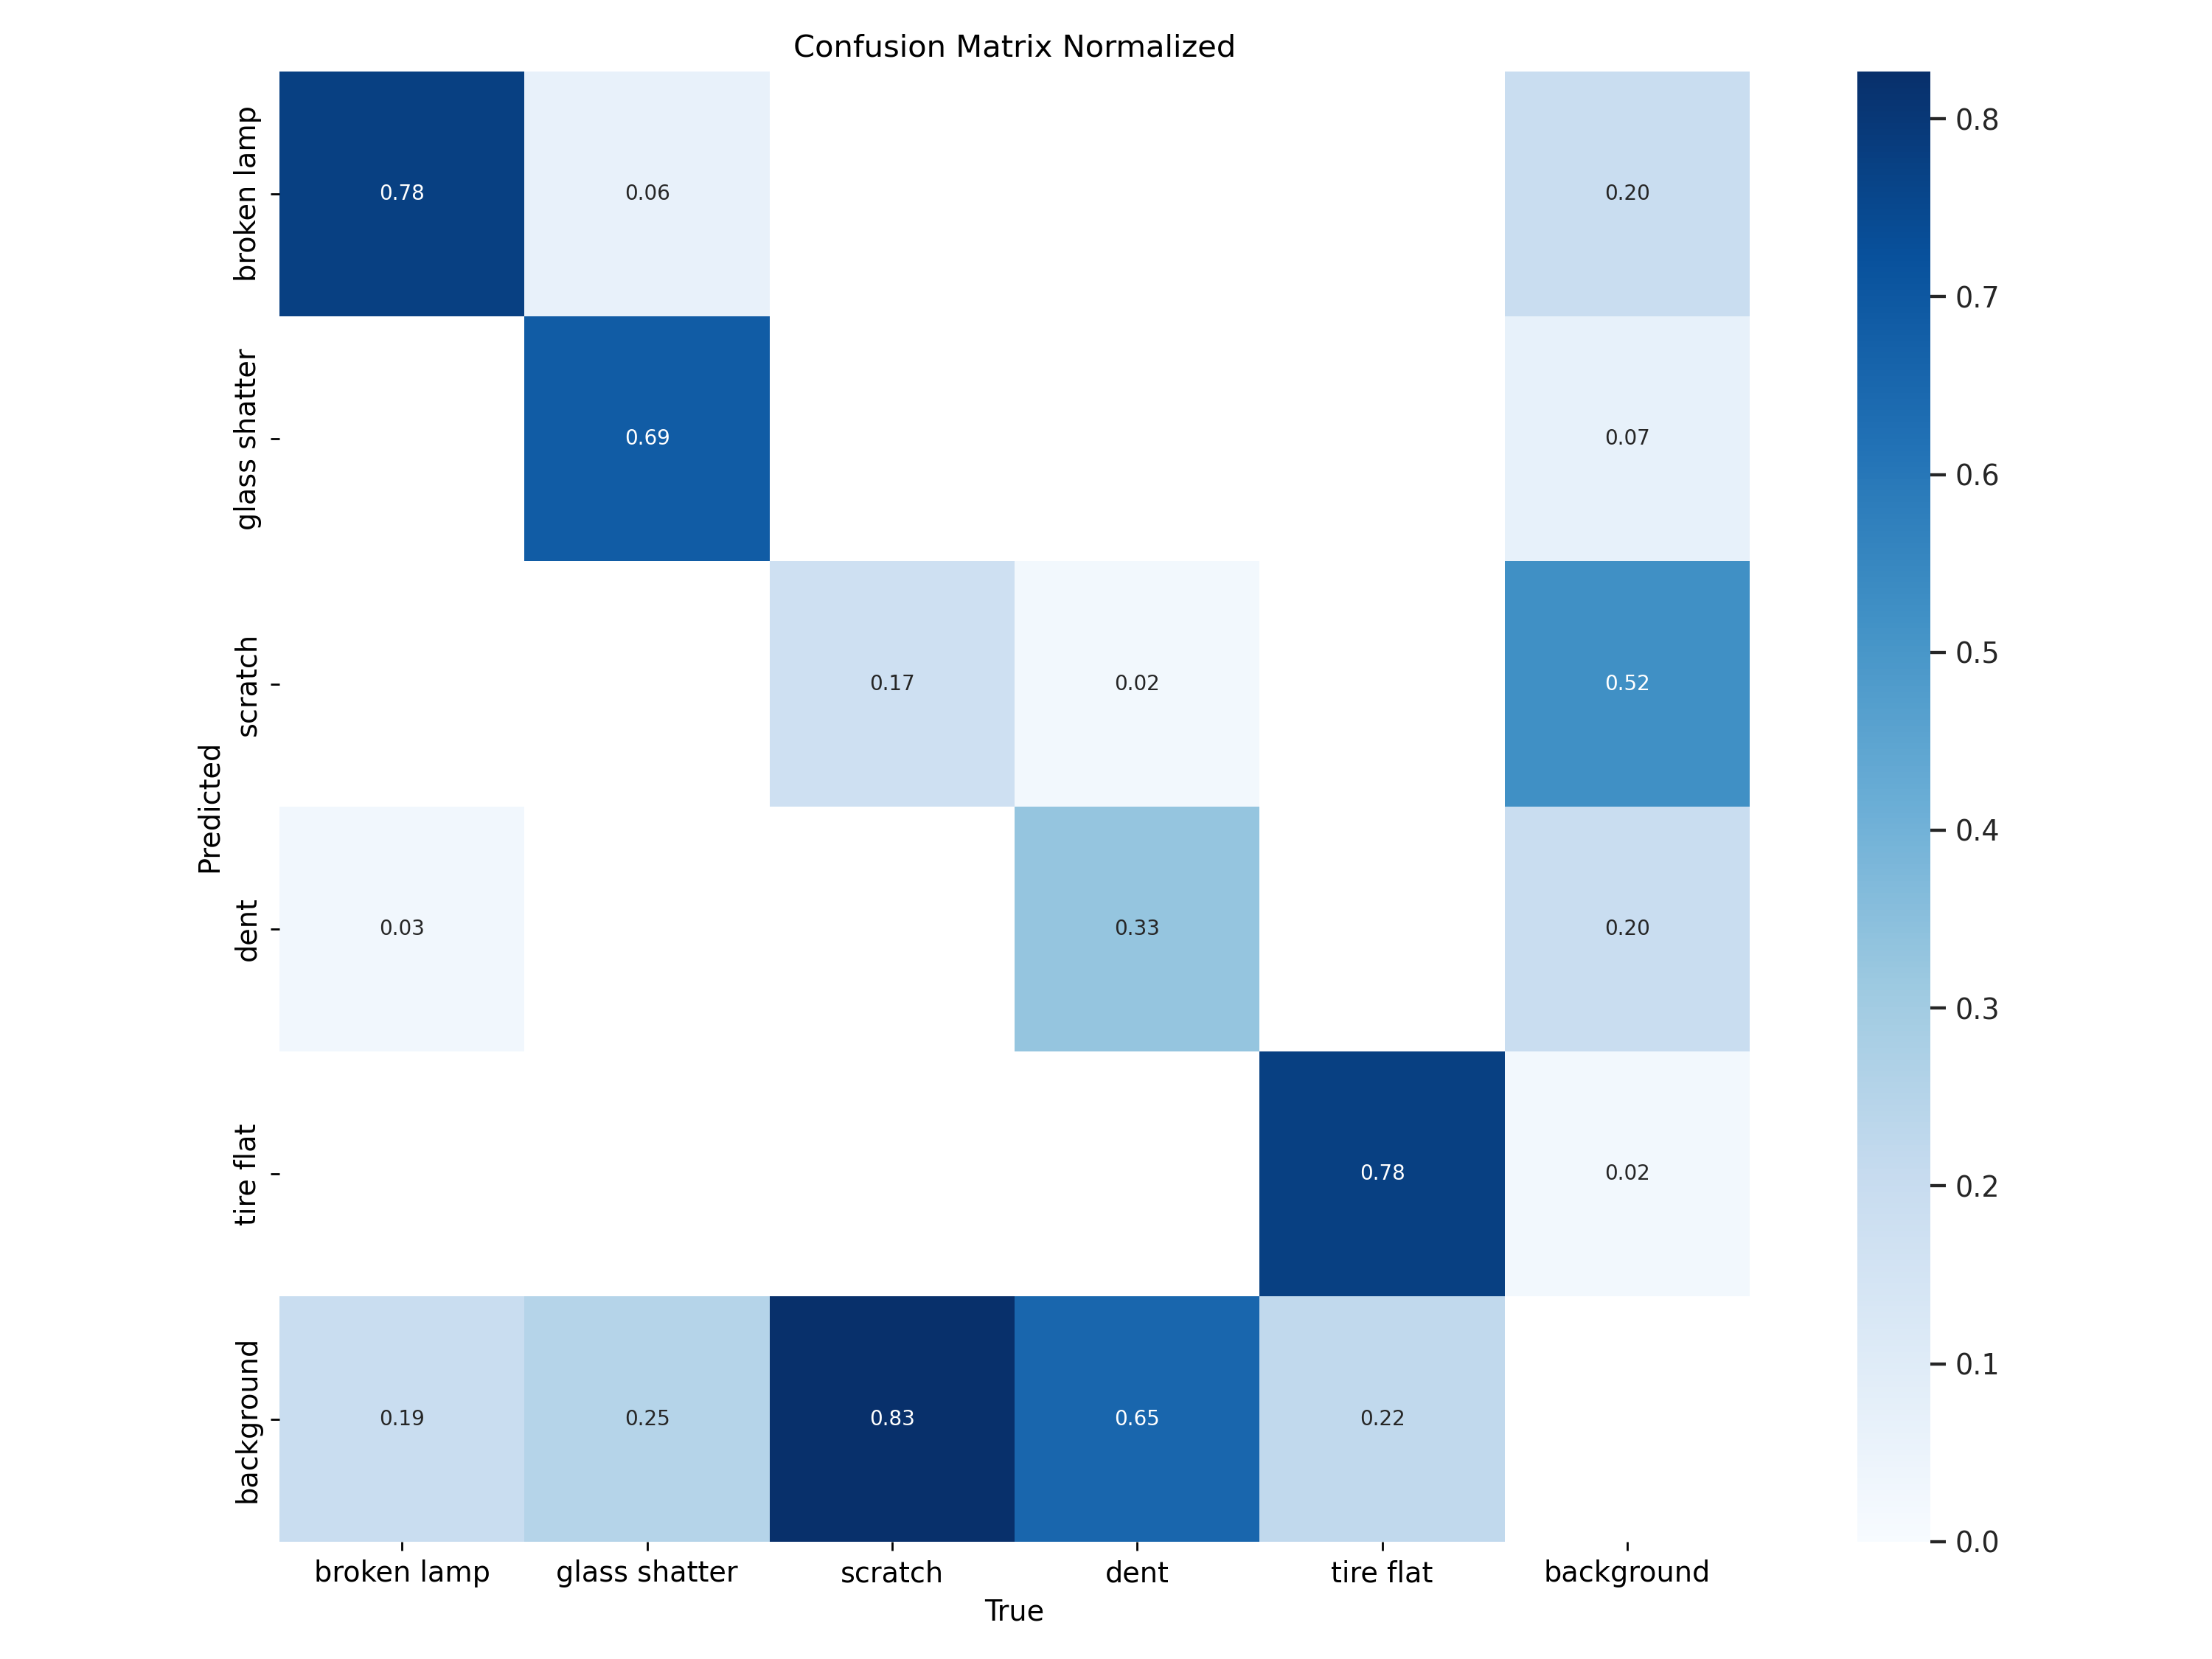 Confusion Matrix Normalized
broken lamp
0.78
0.06
0.20
glass shatter
0.69
0.07
scratch
0.17
0.02
0.52
dent
0.03
0.33
0.20
tire flat
0.78
0.02
background
0.19
0.25
0.83
0.65
0.22
Predicted
broken lamp
glass shatter
scratch
dent
tire flat
background
True
0.8
0.7
0.6
0.5
0.4
0.3
0.2
0.1
0.0